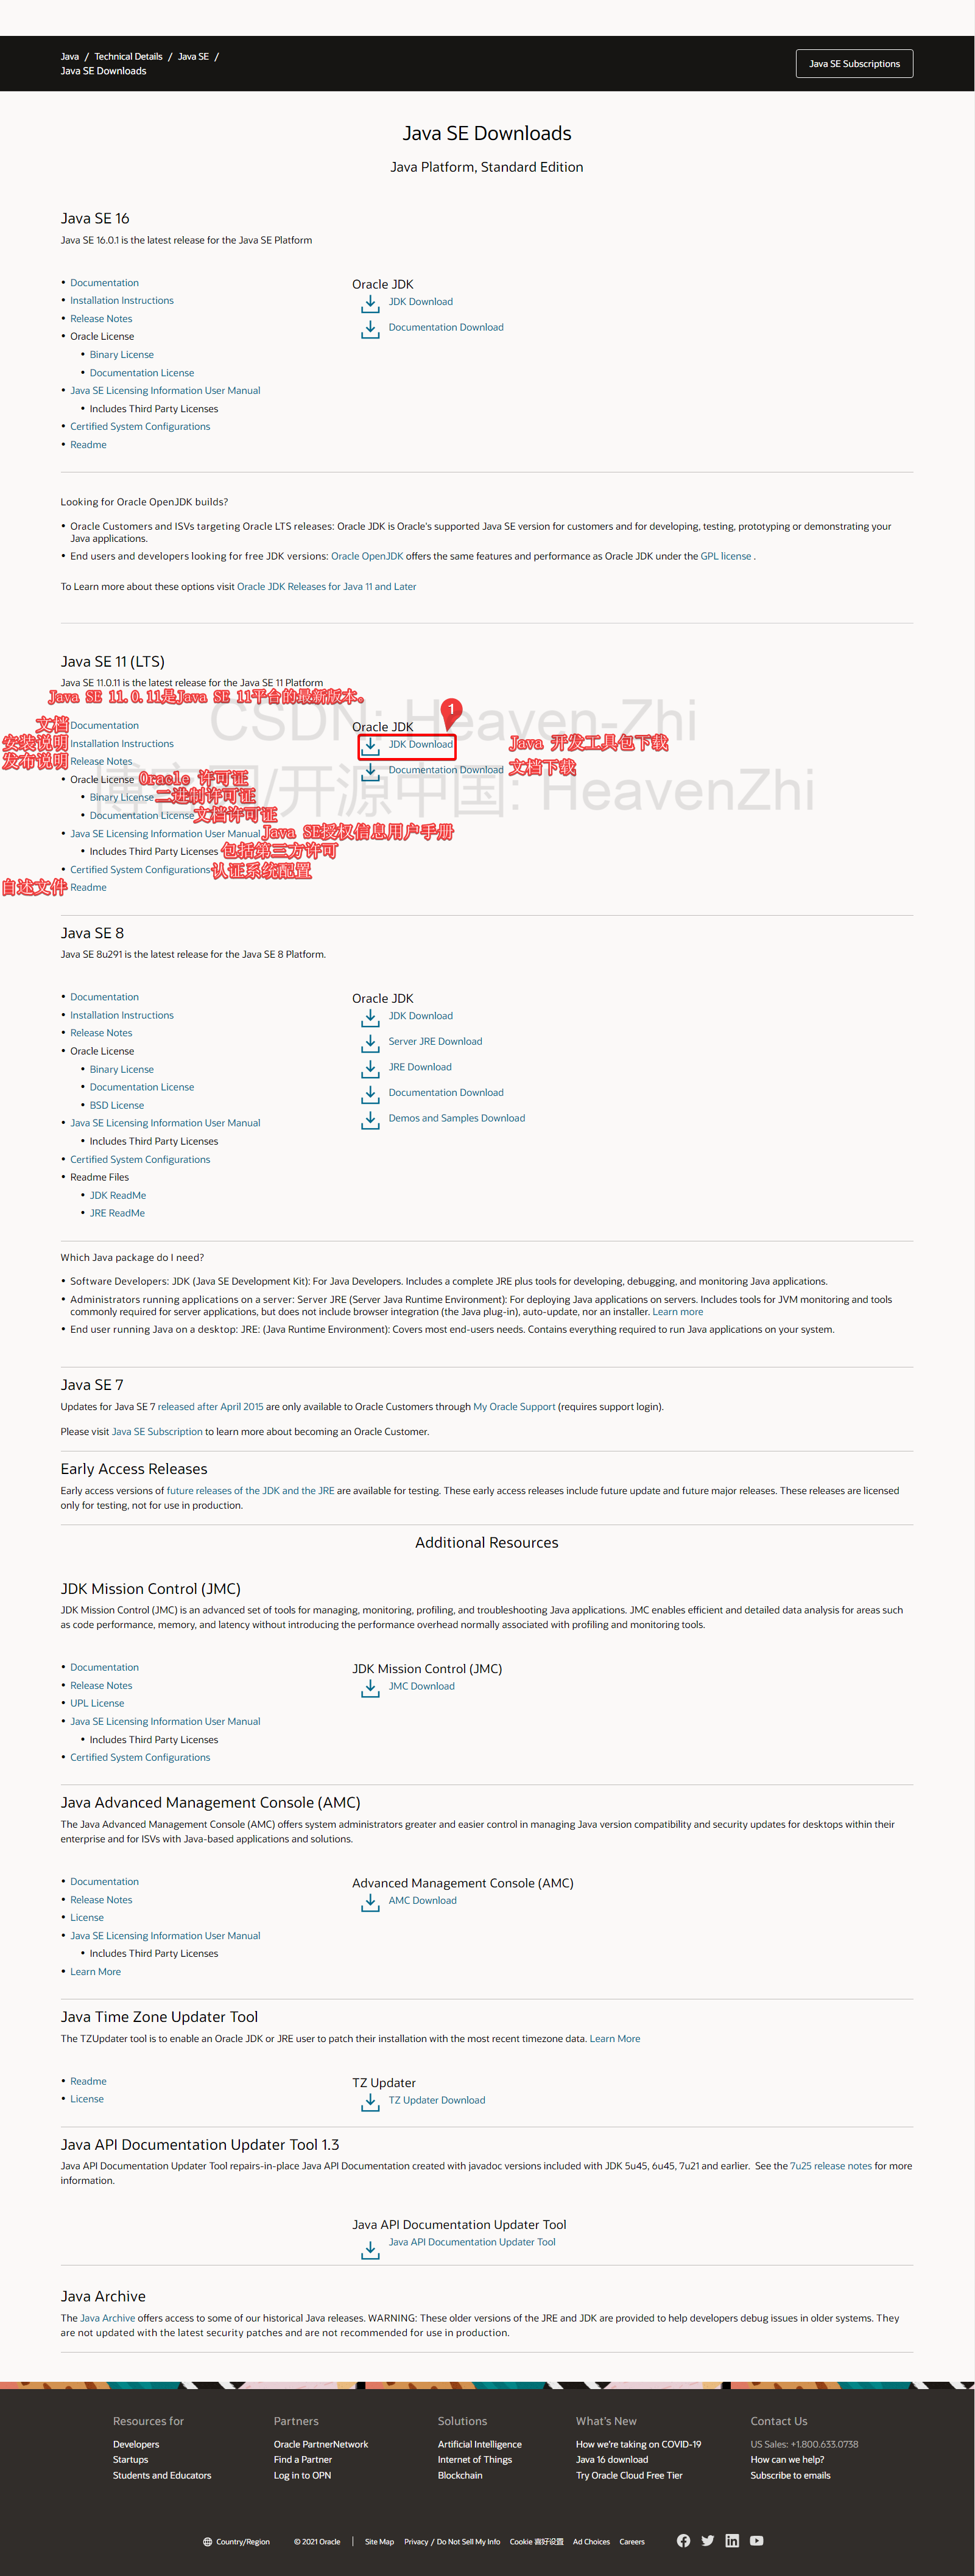 Java / Technical Details / Java SE /
Java SE Downloads
Java SE Subscriptions
Java SE Downloads
Java Platform, Standard Edition
Java SE 16
Java SE 16.0.1 is the latest release for the Java SE Platform
• Documentation
• Installation Instructions
• Release Notes
• Oracle License
• Binary License
• Documentation License
• Java SE Licensing Information User Manual
• Includes Third Party Licenses
• Certified System Configurations
• Readme
Oracle JDK
JDK Download
Documentation Download
Looking for Oracle OpenJDK builds?
• Oracle Customers and ISVs targeting Oracle LTS releases: Oracle JDK is Oracle's supported Java SE version for customers and for developing, testing, prototyping or demonstrating your
Java applications.
• End users and developers looking for free JDK versions: Oracle OpenJDK offers the same features and performance as Oracle JDK under the GPL license .
To Learn more about these options visit Oracle JDK Releases for Java 11 and Later
Java SE 11 (LTS)
Java SE 11.0.11 is the latest release for the Java SE 11 Platform
Java SE 11.0.11是Java SE 11平台的最新版本。
CSDN: Heaven-Zhi
博客园/开源中国: HeavenZhi
文档 Documentation
安装说明 Installation Instructions
发布说明 Release Notes
• Oracle License Oracle 许可证
• Binary License 二进制许可证
• Documentation License 文档许可证
• Java SE Licensing Information User Manual Java SE授权信息用户手册
• Includes Third Party Licenses 包括第三方许可
• Certified System Configurations 认证系统配置
自述文件 Readme
Oracle JDK
1
JDK Download Java 开发工具包下载
Documentation Download 文档下载
Java SE 8
Java SE 8u291 is the latest release for the Java SE 8 Platform.
• Documentation
• Installation Instructions
• Release Notes
• Oracle License
• Binary License
• Documentation License
• BSD License
• Java SE Licensing Information User Manual
• Includes Third Party Licenses
• Certified System Configurations
• Readme Files
• JDK ReadMe
• JRE ReadMe
Oracle JDK
JDK Download
Server JRE Download
JRE Download
Documentation Download
Demos and Samples Download
Which Java package do I need?
• Software Developers: JDK (Java SE Development Kit): For Java Developers. Includes a complete JRE plus tools for developing, debugging, and monitoring Java applications.
• Administrators running applications on a server: Server JRE (Server Java Runtime Environment): For deploying Java applications on servers. Includes tools for JVM monitoring and tools
commonly required for server applications, but does not include browser integration (the Java plug-in), auto-update, nor an installer. Learn more
• End user running Java on a desktop: JRE: (Java Runtime Environment): Covers most end-users needs. Contains everything required to run Java applications on your system.
Java SE 7
Updates for Java SE 7 released after April 2015 are only available to Oracle Customers through My Oracle Support (requires support login).
Please visit Java SE Subscription to learn more about becoming an Oracle Customer.
Early Access Releases
Early access versions of future releases of the JDK and the JRE are available for testing. These early access releases include future update and future major releases. These releases are licensed
only for testing, not for use in production.
Additional Resources
JDK Mission Control (JMC)
JDK Mission Control (JMC) is an advanced set of tools for managing, monitoring, profiling, and troubleshooting Java applications. JMC enables efficient and detailed data analysis for areas such
as code performance, memory, and latency without introducing the performance overhead normally associated with profiling and monitoring tools.
• Documentation
• Release Notes
• UPL License
• Java SE Licensing Information User Manual
• Includes Third Party Licenses
• Certified System Configurations
JDK Mission Control (JMC)
JMC Download
Java Advanced Management Console (AMC)
The Java Advanced Management Console (AMC) offers system administrators greater and easier control in managing Java version compatibility and security updates for desktops within their
enterprise and for ISVs with Java-based applications and solutions.
• Documentation
• Release Notes
• License
• Java SE Licensing Information User Manual
• Includes Third Party Licenses
• Learn More
Advanced Management Console (AMC)
AMC Download
Java Time Zone Updater Tool
The TZUpdater tool is to enable an Oracle JDK or JRE user to patch their installation with the most recent timezone data. Learn More
• Readme
• License
TZ Updater
TZ Updater Download
Java API Documentation Updater Tool 1.3
Java API Documentation Updater Tool repairs-in-place Java API Documentation created with javadoc versions included with JDK 5u45, 6u45, 7u21 and earlier. See the 7u25 release notes for more
information.
Java API Documentation Updater Tool
Java API Documentation Updater Tool
Java Archive
The Java Archive offers access to some of our historical Java releases. WARNING: These older versions of the JRE and JDK are provided to help developers debug issues in older systems. They
are not updated with the latest security patches and are not recommended for use in production.
Resources for
Developers
Startups
Students and Educators
Partners
Oracle PartnerNetwork
Find a Partner
Log in to OPN
Solutions
Artificial Intelligence
Internet of Things
Blockchain
What's New
How we're taking on COVID-19
Java 16 download
Try Oracle Cloud Free Tier
Contact Us
US Sales: +1.800.633.0738
How can we help?
Subscribe to emails
Country/Region © 2021 Oracle | Site Map Privacy / Do Not Sell My Info Cookie 喜好设置 Ad Choices Careers